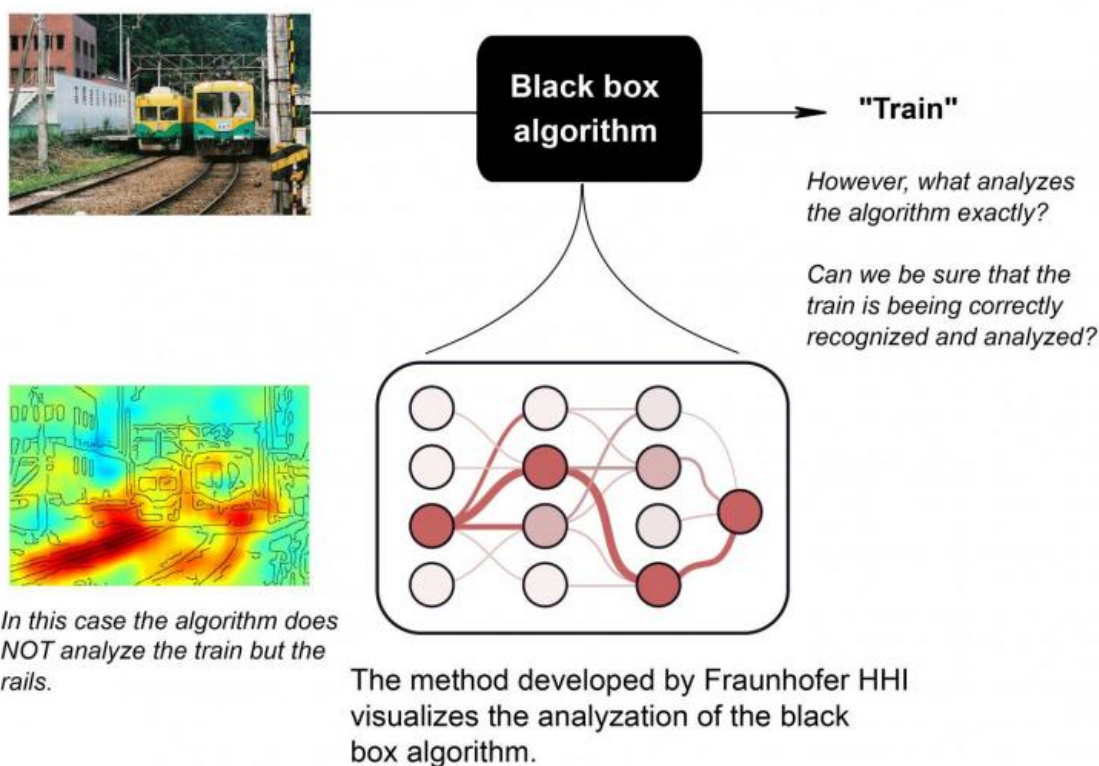 Black box
algorithm
"Train"
However, what analyzes
the algorithm exactly?
Can we be sure that the
train is beeing correctly
recognized and analyzed?
In this case the algorithm does
NOT analyze the train but the
rails.
The method developed by Fraunhofer HHI
visualizes the analyzation of the black
box algorithm.